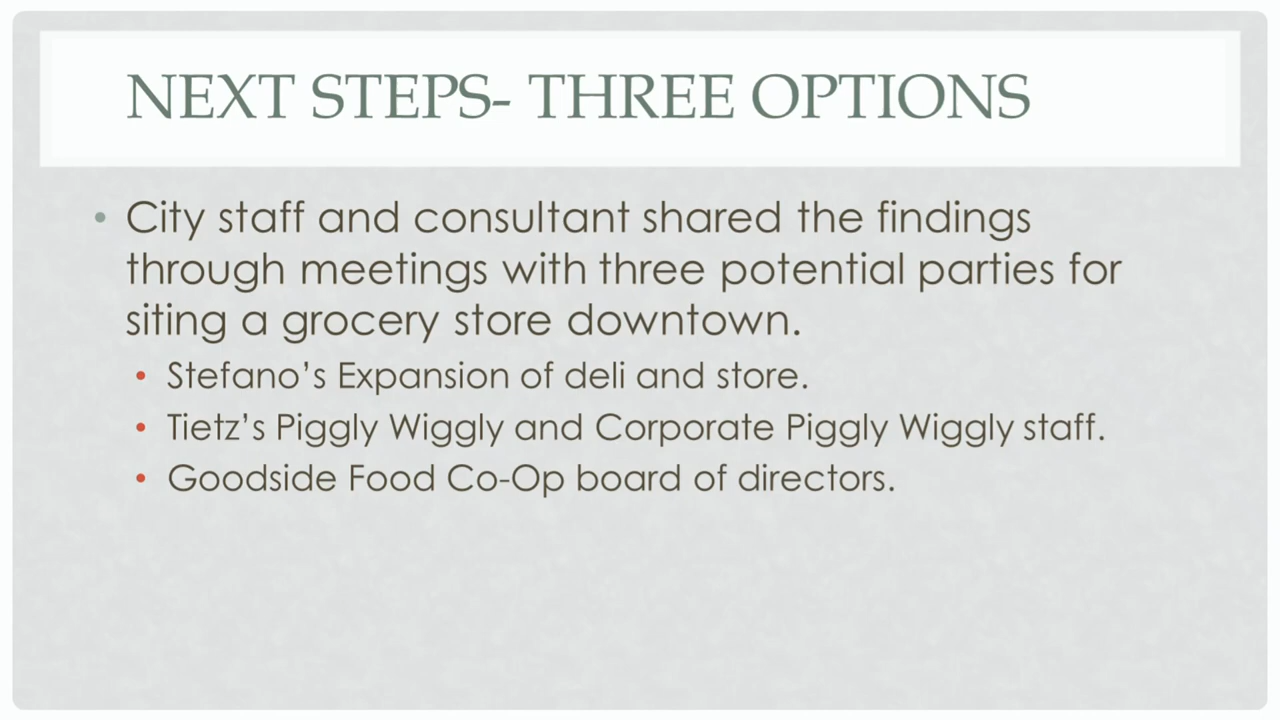 NEXT STEPS- THREE OPTIONS
• City staff and consultant shared the findings
through meetings with three potential parties for
siting a grocery store downtown.
• Stefano’s Expansion of deli and store.
• Tietz’s Piggly Wiggly and Corporate Piggly Wiggly staff.
• Goodside Food Co-Op board of directors.